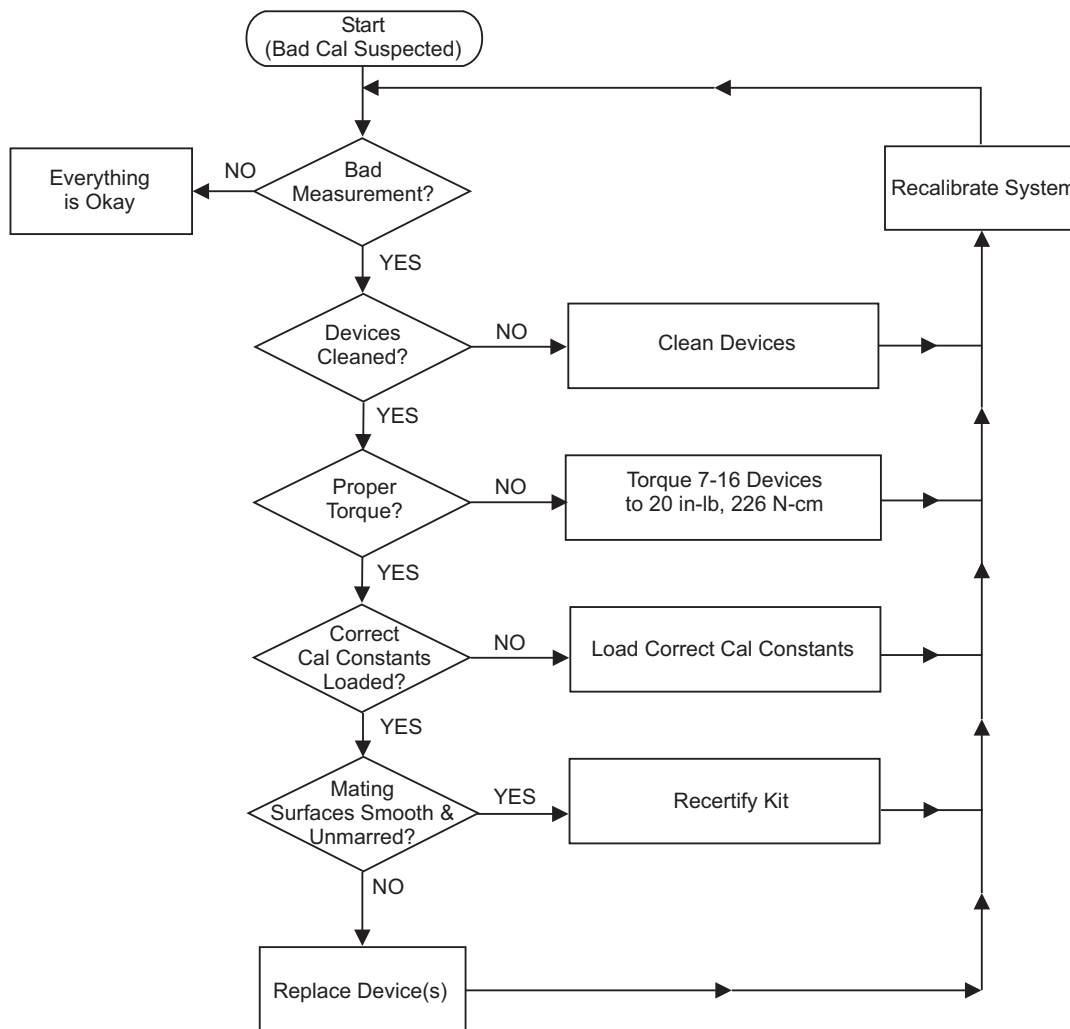 Start
(Bad Cal Suspected)
Bad
Measurement?
NO
Everything
is Okay
Recalibrate System
YES
Devices
Cleaned?
NO
Clean Devices
YES
Proper
Torque?
NO
Torque 7-16 Devices
to 20 in-lb, 226 N-cm
YES
Correct
Cal Constants
Loaded?
NO
Load Correct Cal Constants
YES
Mating
Surfaces Smooth &
Unmarred?
YES
Recertify Kit
NO
Replace Device(s)